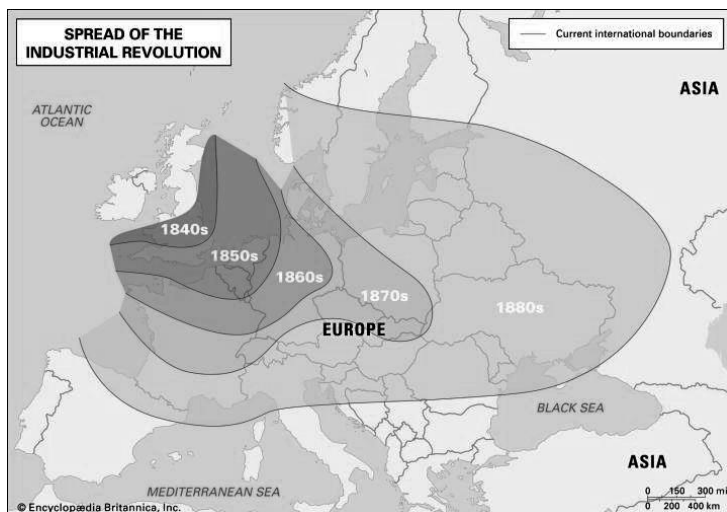 SPREAD OF THE
INDUSTRIAL REVOLUTION
Current international boundaries
ASIA
ATLANTIC
OCEAN
1840s
1850s
1860s
1870s
1880s
EUROPE
BLACK SEA
ASIA
MEDITERRANEAN SEA
0 150 300 mi
0 200 400 km
© Encyclopædia Britannica, Inc.